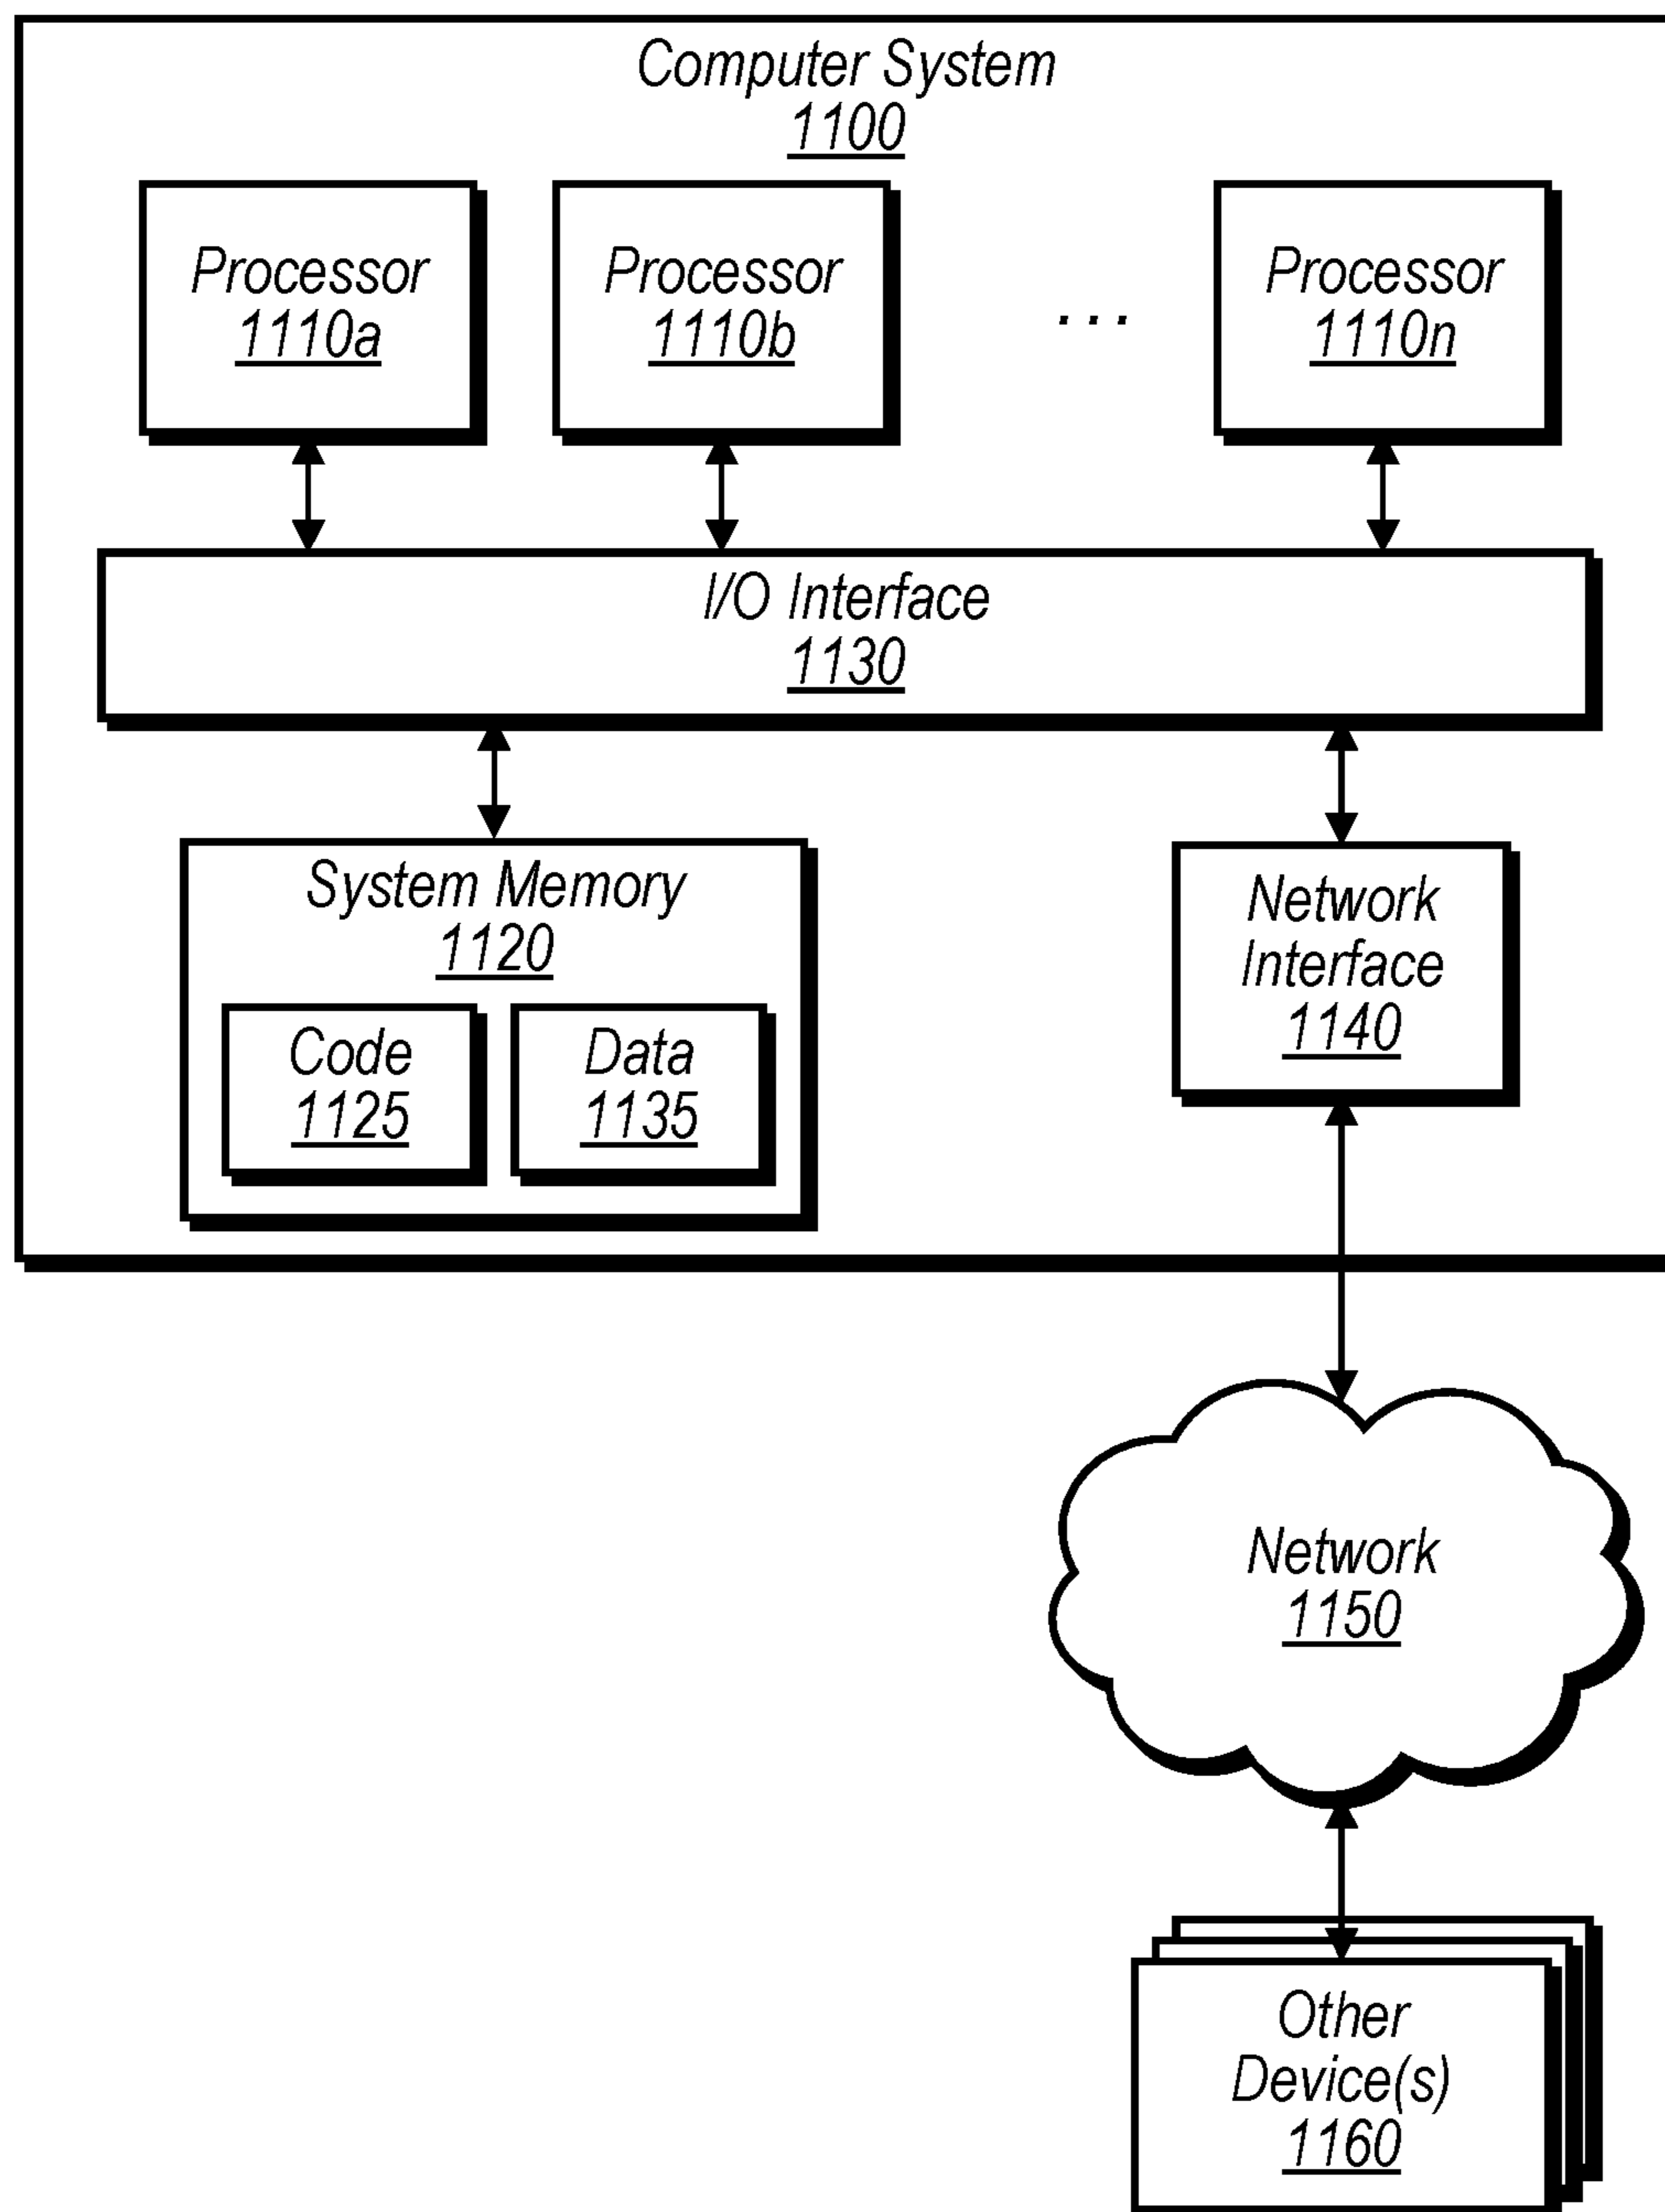 Computer System
1100
Processor
1110a
Processor
1110b
...
Processor
1110n
I/O Interface
1130
System Memory
1120
Code
1125
Data
1135
Network
Interface
1140
Network
1150
Other
Device(s)
1160